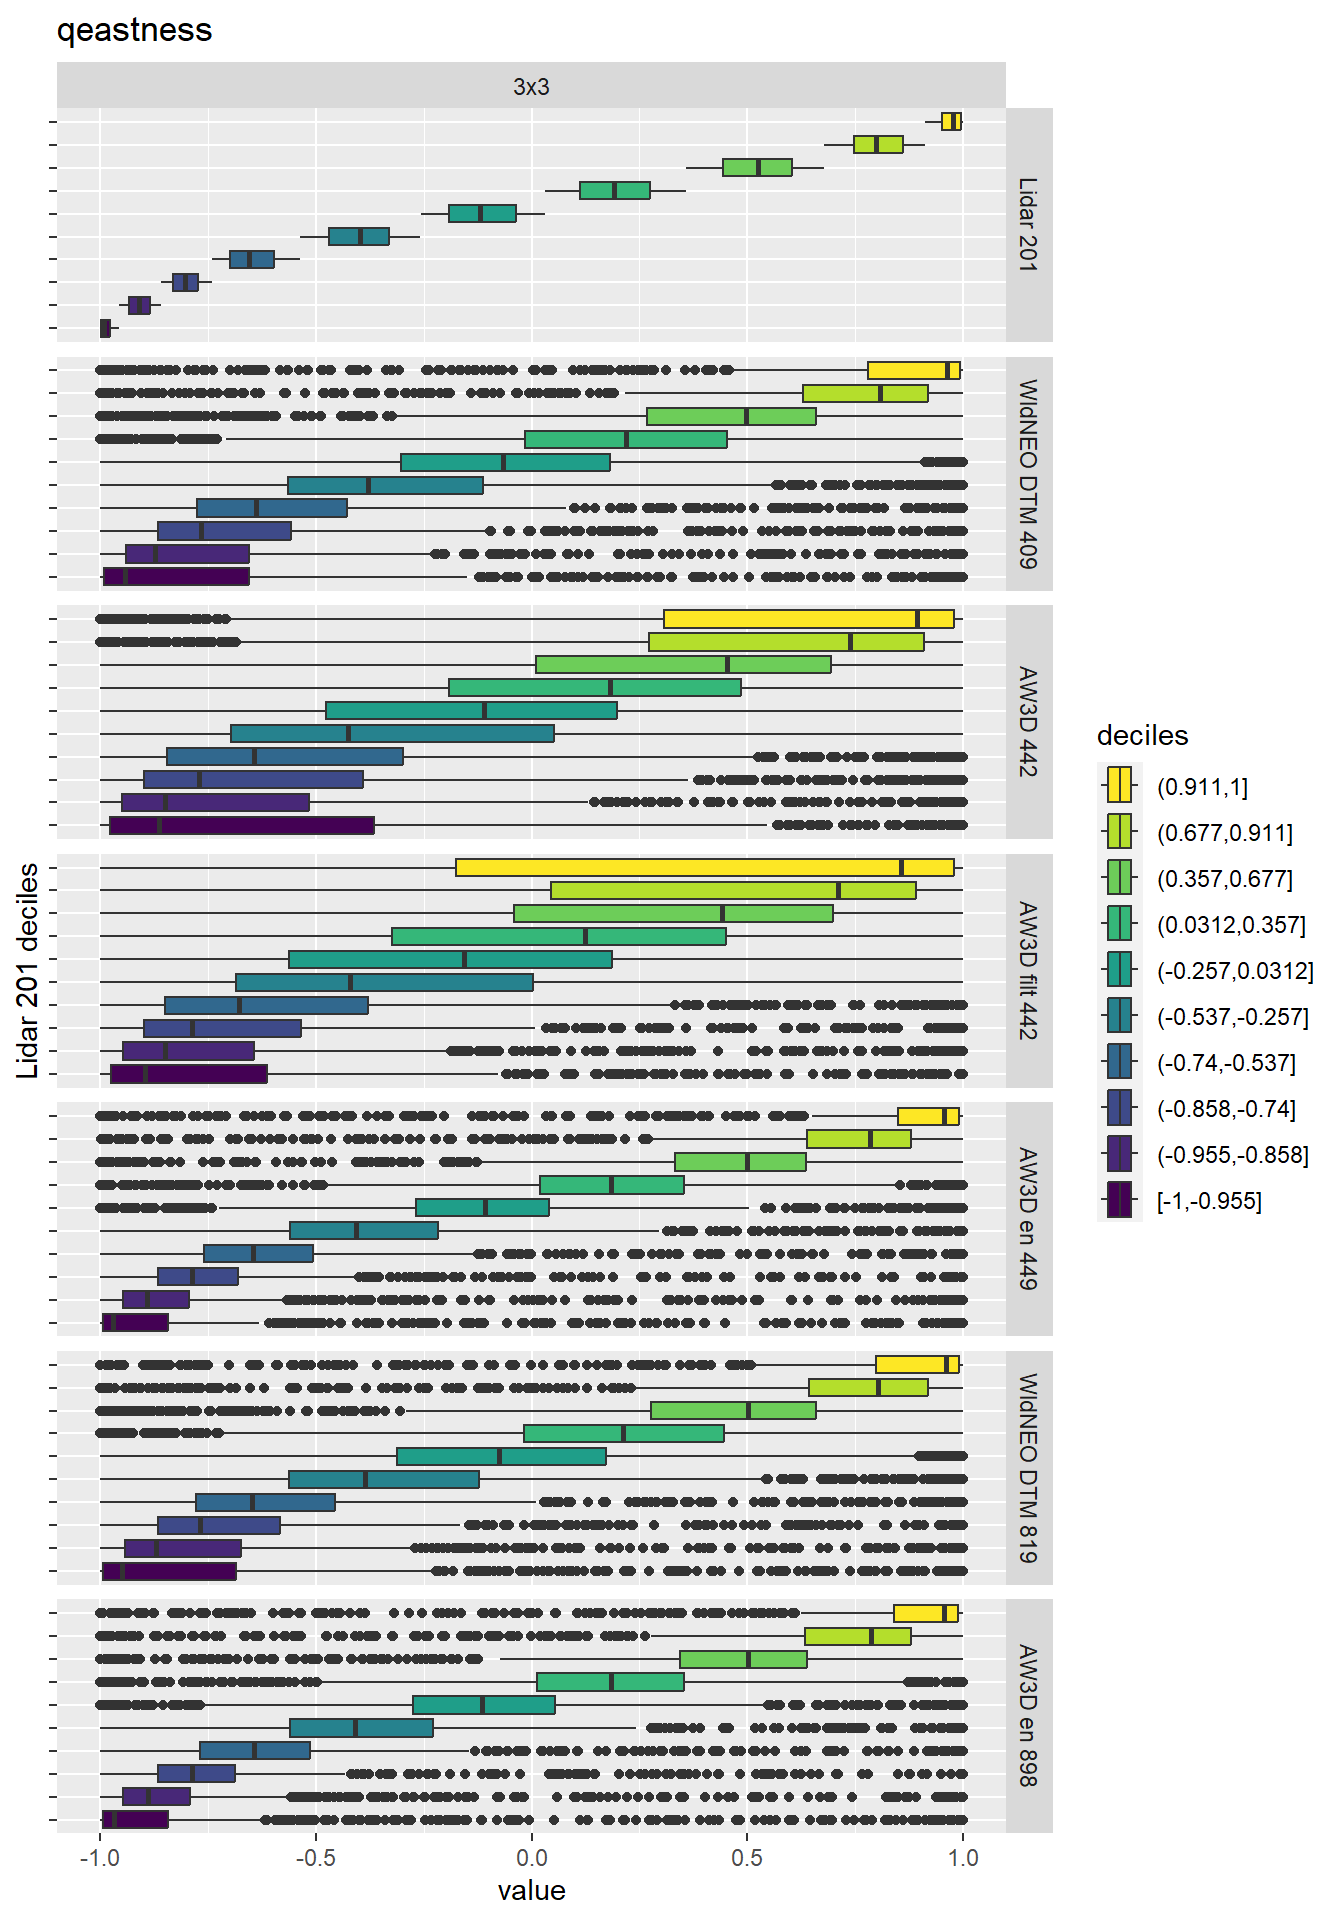 qeastness
3x3
Lidar 201
WldNEO DTM 409
AW3D 442
AW3D filt 442
AW3D en 449
WldNEO DTM 819
AW3D en 898
Lidar 201 deciles
-1.0 -0.5 0.0 0.5 1.0
value
deciles
(0.911,1]
(0.677,0.911]
(0.357,0.677]
(0.0312,0.357]
(-0.257,0.0312]
(-0.537,-0.257]
(-0.74,-0.537]
(-0.858,-0.74]
(-0.955,-0.858]
[-1,-0.955]